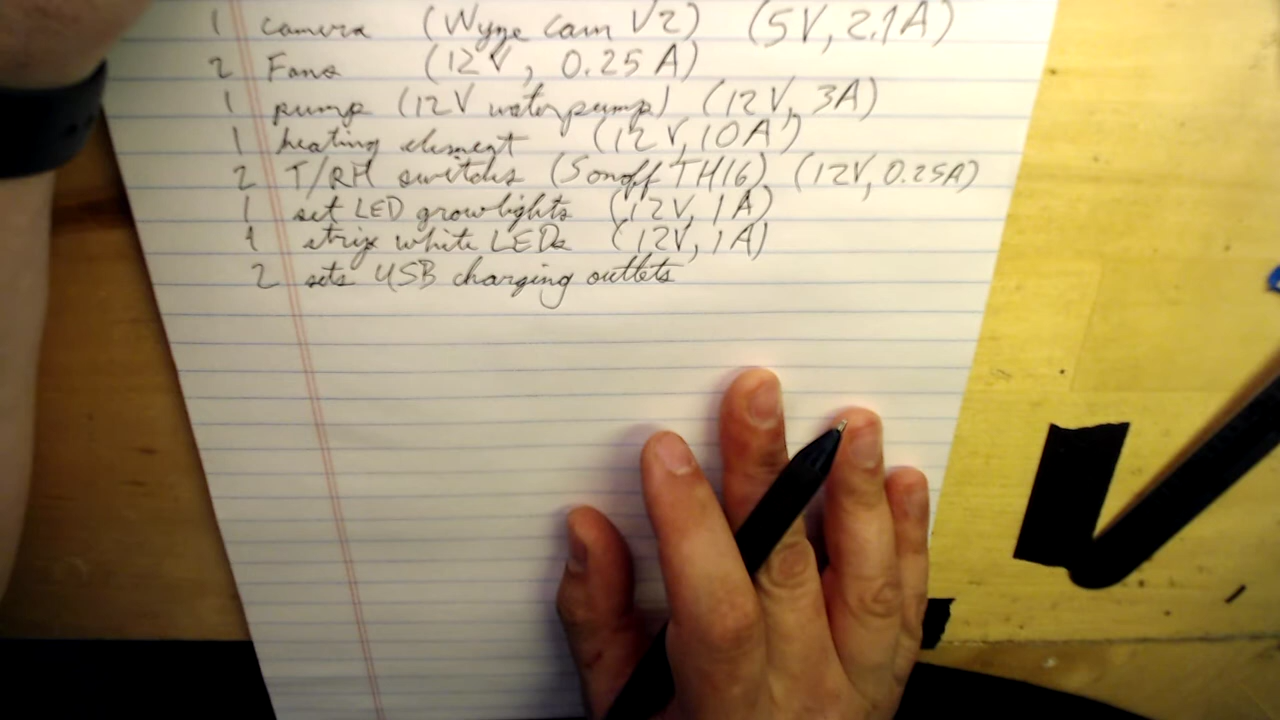 1 camera (Wyze cam V2) (5V, 2.1A)
2 Fans (12V, 0.25A)
1 pump (12V waterpump) (12V, 3A)
1 heating element (12V, 10A)
2 T/RH switches (Sonoff TH16) (12V, 0.25A)
1 set LED growlights (12V, 1A)
1 strip white LEDs (12V, 1A)
2 sets USB charging outlets